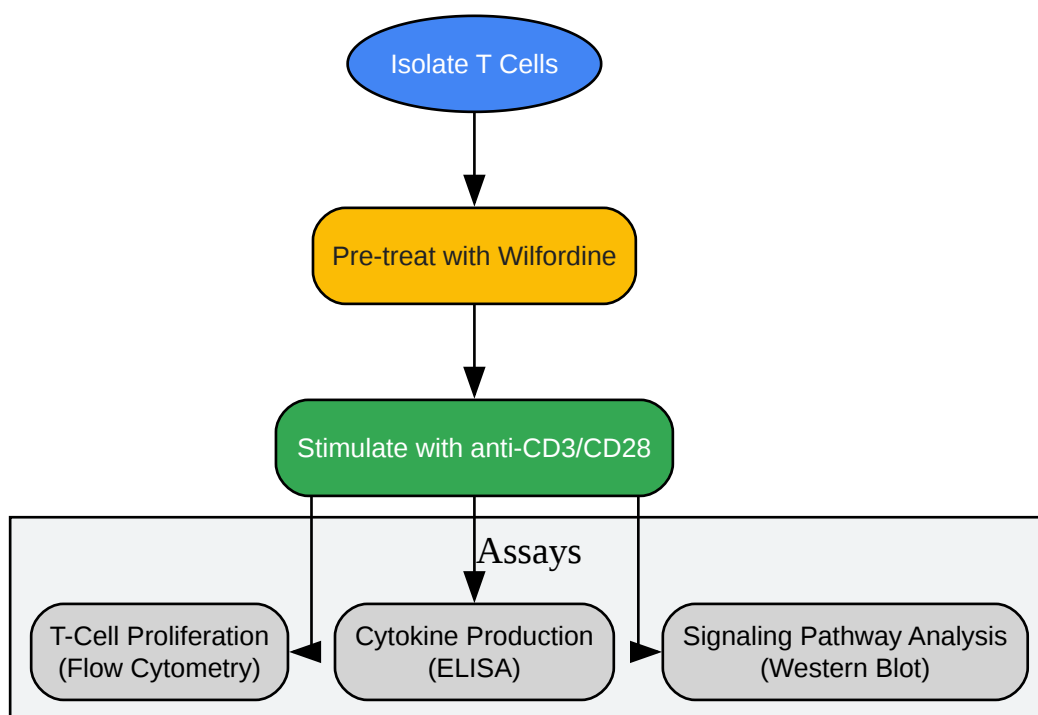 Isolate T Cells
Pre-treat with Wilfordine
Stimulate with anti-CD3/CD28
Assays
T-Cell Proliferation
(Flow Cytometry)
Cytokine Production
(ELISA)
Signaling Pathway Analysis
(Western Blot)